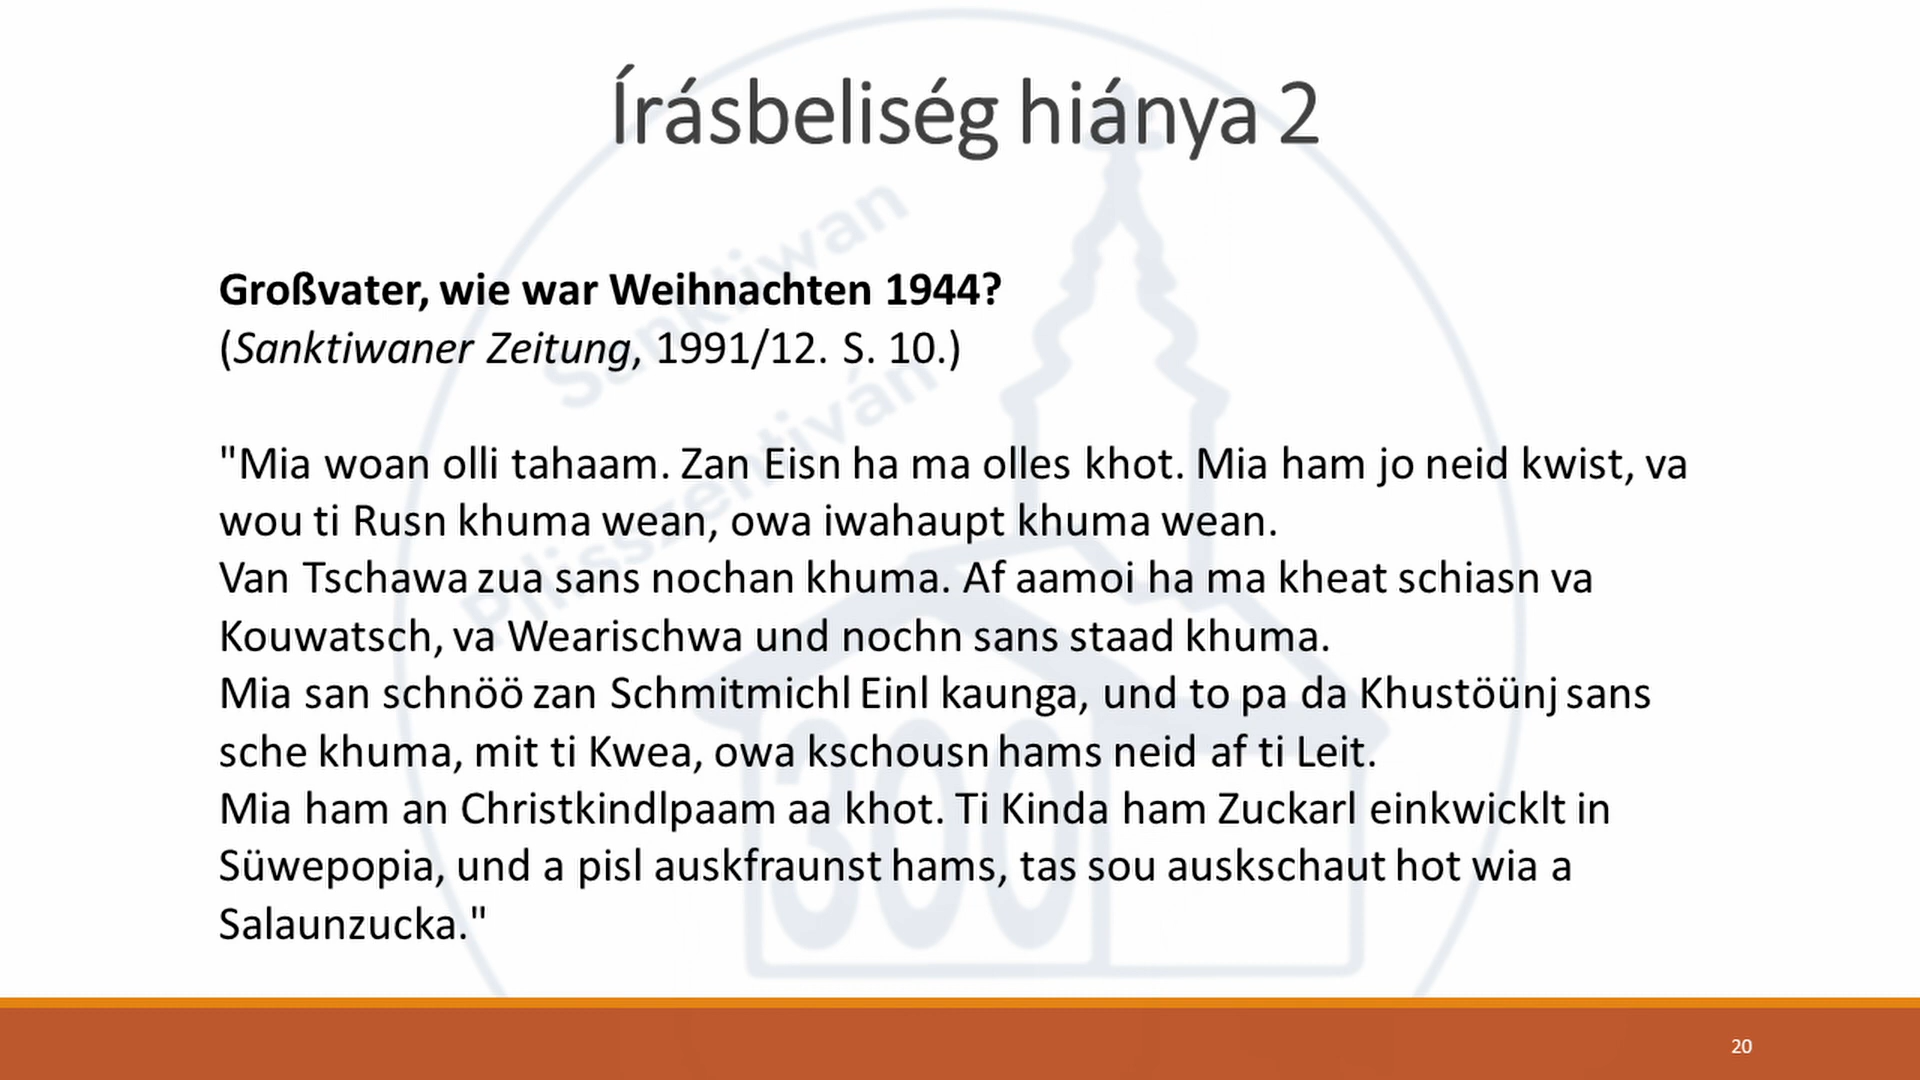 Írásbeliség hiánya 2
Großvater, wie war Weihnachten 1944?
(Sanktiwaner Zeitung, 1991/12. S. 10.)
"Mia woan olli tahaam. Zan Eisn ha ma olles khot. Mia ham jo neid kwist, va
wou ti Rusn khuma wean, owa iwahaupt khuma wean.
Van Tschawa zua sans nochan khuma. Af aamoi ha ma kheat schiasn va
Kouwatsch, va Wearischwa und nochn sans staad khuma.
Mia san schnöö zan Schmitmichl Einl kaunga, und to pa da Khustöünj sans
sche khuma, mit ti Kwea, owa kschousn hams neid af ti Leit.
Mia ham an Christkindlpaam aa khot. Ti Kinda ham Zuckarl einkwicklt in
Süwepopia, und a pisl auskfraunst hams, tas sou auskschaut hot wia a
Salaunzucka."
Sanktiwan
Pilisszentiván
300
20